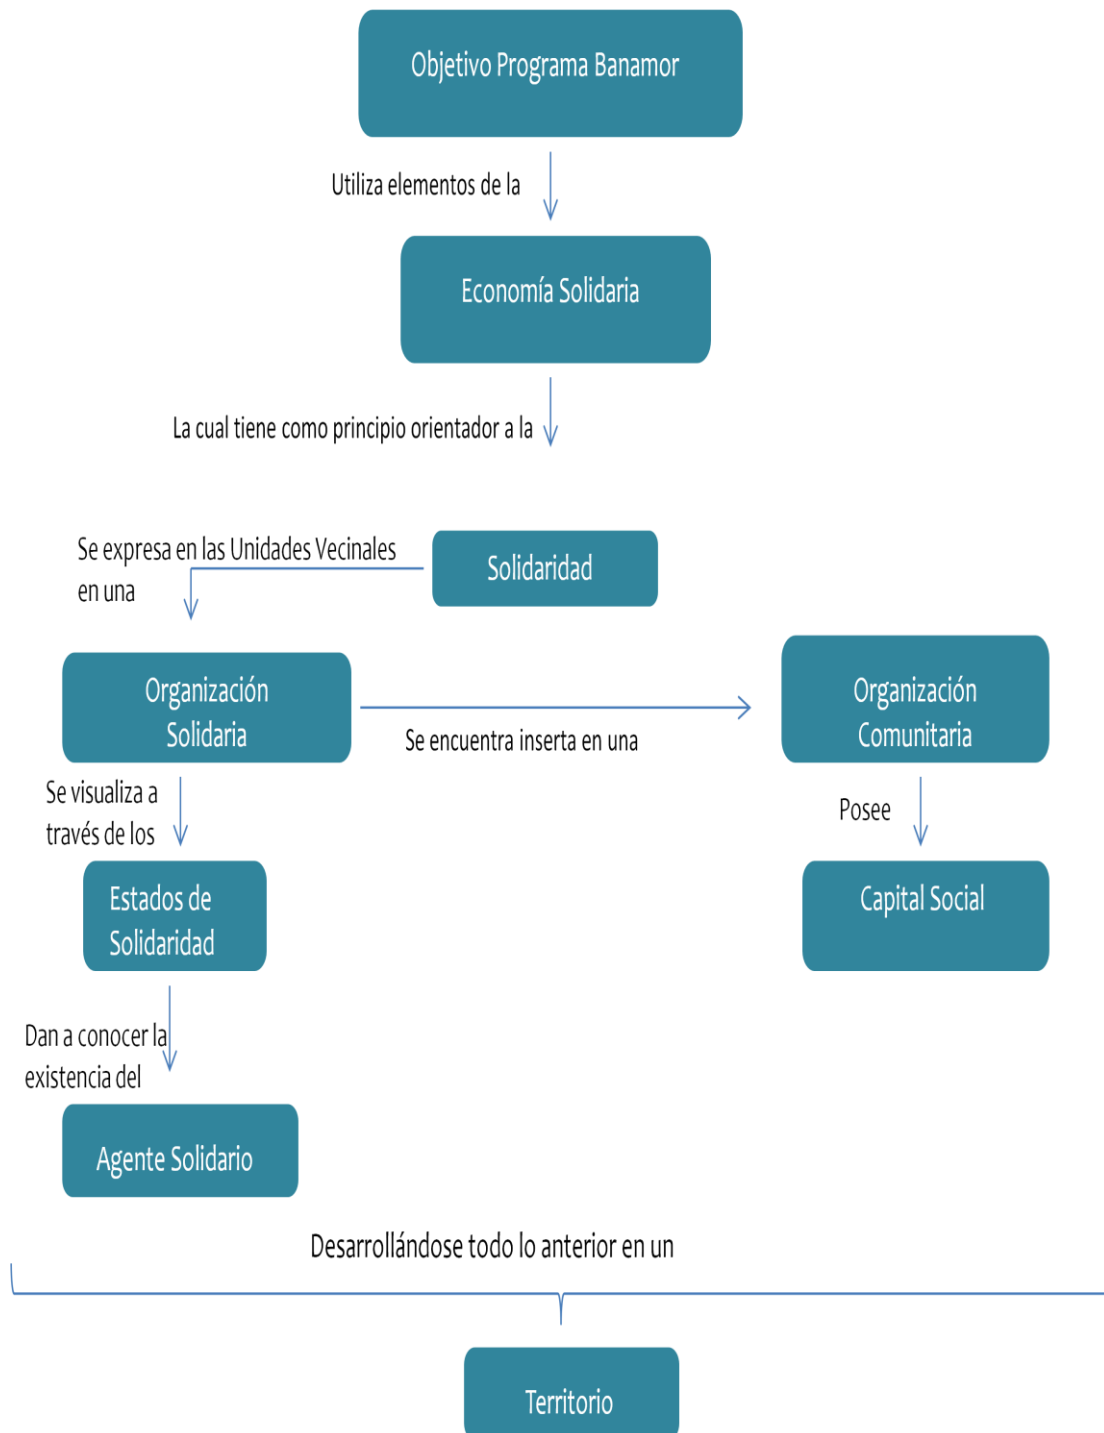 Objetivo Programa Banamor
Utiliza elementos de la
Economía Solidaria
La cual tiene como principio orientador a la
Se expresa en las Unidades Vecinales
en una
Solidaridad
Organización
Solidaria
Se encuentra inserta en una
Organización
Comunitaria
Se visualiza a
través de los
Posee
Estados de
Solidaridad
Capital Social
Dan a conocer la
existencia del
Agente Solidario
Desarrollándose todo lo anterior en un
Territorio